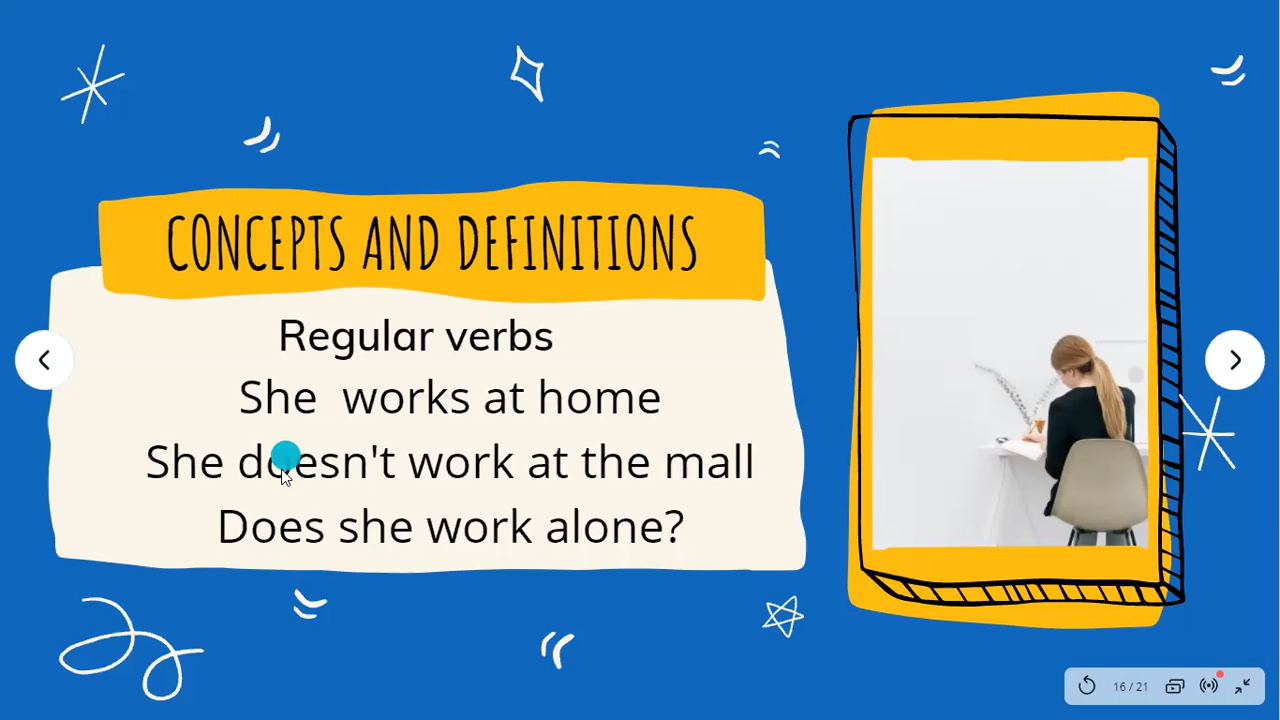 CONCEPTS AND DEFINITIONS
Regular verbs
She works at home
She doesn't work at the mall
Does she work alone?
16 / 21